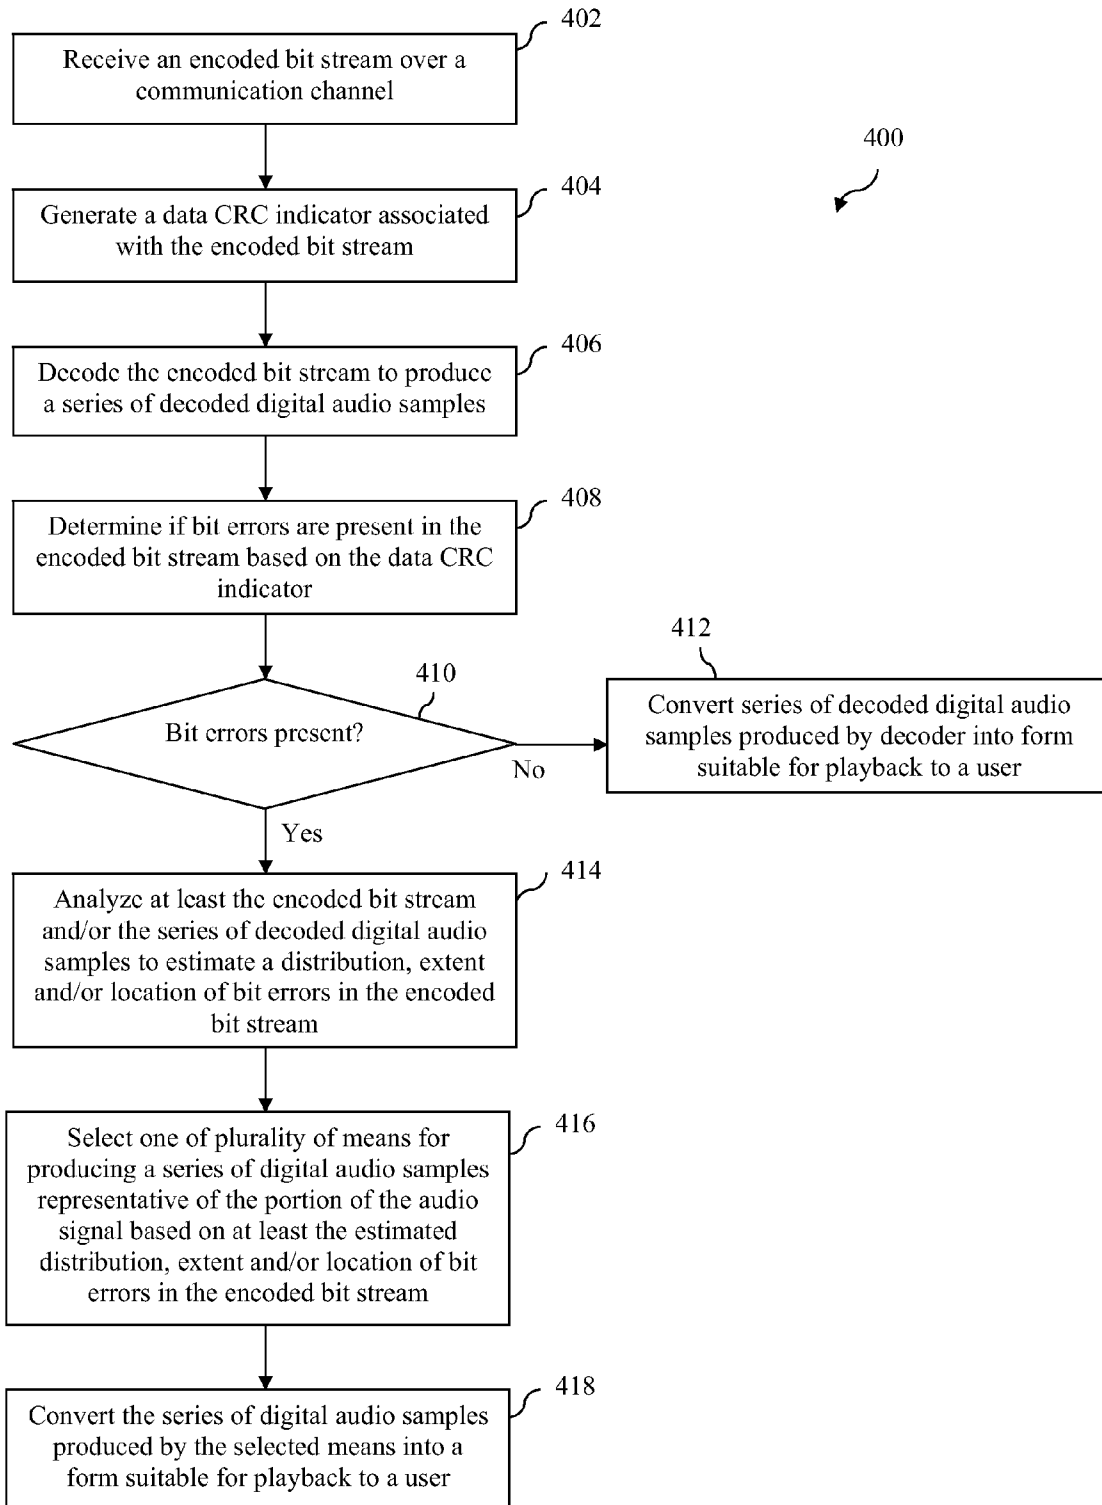 402
Receive an encoded bit stream over a
communication channel
400
404
Generate a data CRC indicator associated
with the encoded bit stream
406
Decode the encoded bit stream to produce
a series of decoded digital audio samples
408
Determine if bit errors are present in the
encoded bit stream based on the data CRC
indicator
412
410
Bit errors present?
Convert series of decoded digital audio
samples produced by decoder into form
suitable for playback to a user
No
Yes
414
Analyze at least the encoded bit stream
and/or the series of decoded digital audio
samples to estimate a distribution, extent
and/or location of bit errors in the encoded
bit stream
416
Select one of plurality of means for
producing a series of digital audio samples
representative of the portion of the audio
signal based on at least the estimated
distribution, extent and/or location of bit
errors in the encoded bit stream
418
Convert the series of digital audio samples
produced by the selected means into a
form suitable for playback to a user